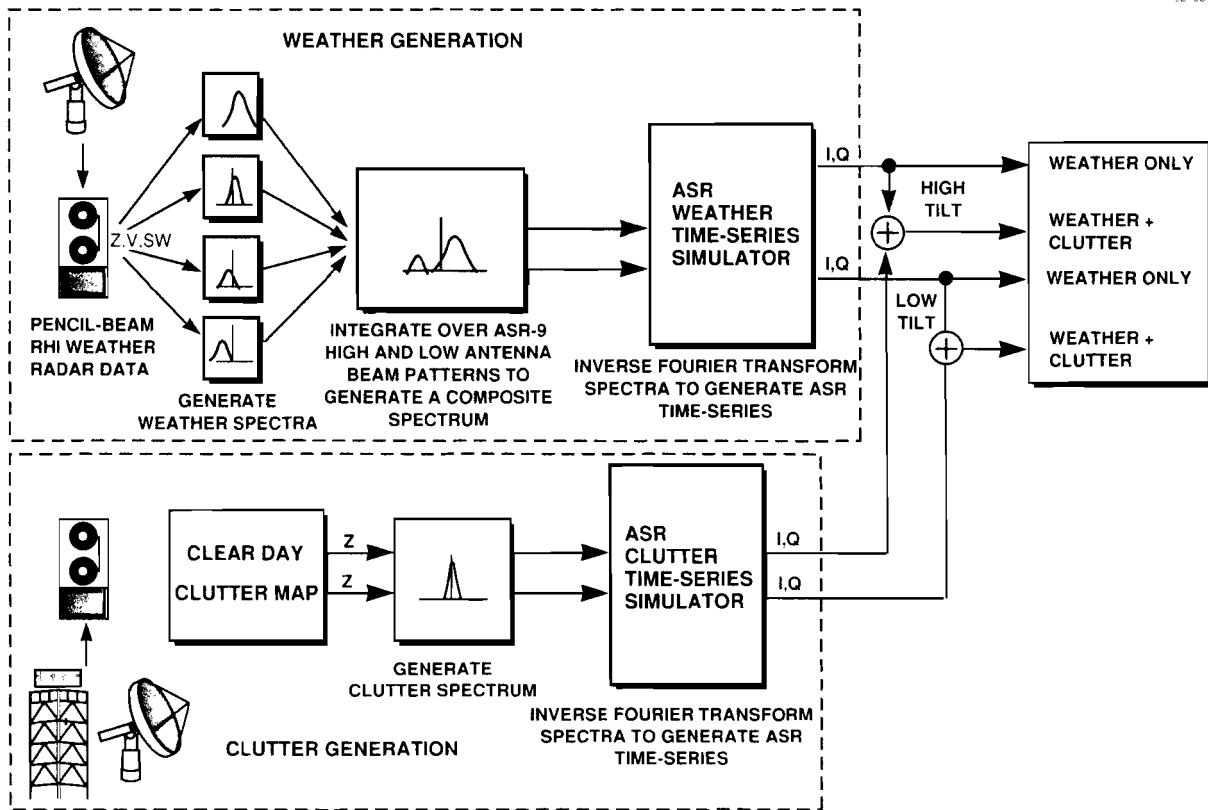 WEATHER GENERATION
Z,V,SW
PENCIL-BEAM
RHI WEATHER
RADAR DATA
GENERATE
WEATHER SPECTRA
INTEGRATE OVER ASR-9
HIGH AND LOW ANTENNA
BEAM PATTERNS TO
GENERATE A COMPOSITE
SPECTRUM
ASR
WEATHER
TIME-SERIES
SIMULATOR
INVERSE FOURIER TRANSFORM
SPECTRA TO GENERATE ASR
TIME-SERIES
I,Q
I,Q
HIGH
TILT
LOW
TILT
WEATHER ONLY
WEATHER +
CLUTTER
WEATHER ONLY
WEATHER +
CLUTTER
CLEAR DAY
CLUTTER MAP
Z
Z
GENERATE
CLUTTER SPECTRUM
ASR
CLUTTER
TIME-SERIES
SIMULATOR
I,Q
I,Q
INVERSE FOURIER TRANSFORM
SPECTRA TO GENERATE ASR
TIME-SERIES
CLUTTER GENERATION